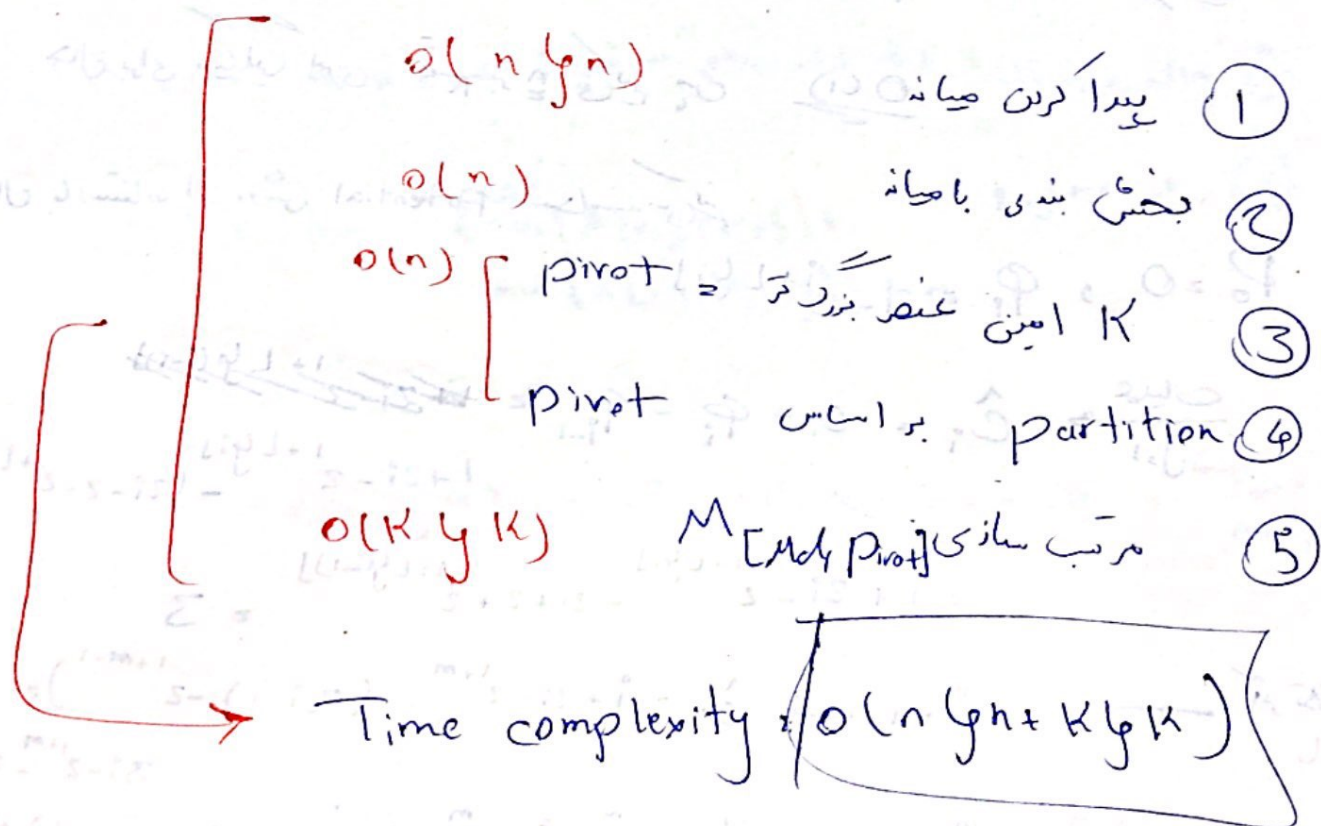 ① پیدا کردن میانه O(n lg n)
② بخش بندی با میانه O(n)
③ K امین عنصر بزرگ تر = pivot O(n)
④ partition بر اساس pivot
⑤ مرتب سازی M[Md, Pivot] O(K lg K)
Time complexity: O(n lg n + K lg K)